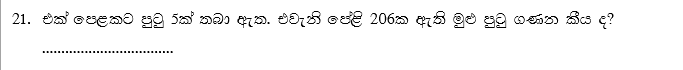 21. එක් පෙළකට පුටු 5ක් තබා ඇත. එවැනි පේළි 206ක ඇති මුළු පුටු ගණන කීය ද?
..................................